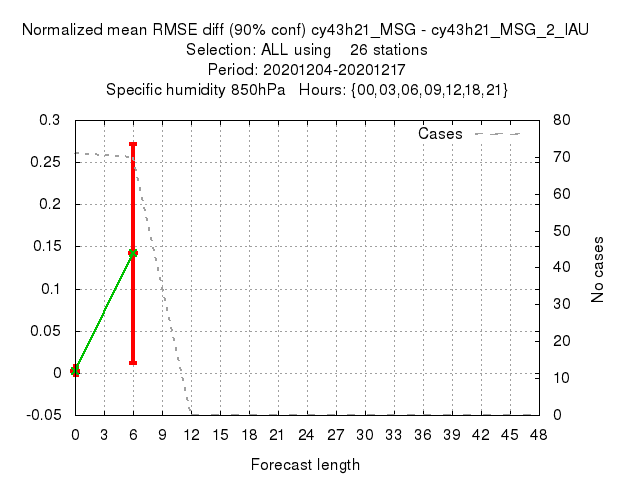 Normalized mean RMSE diff (90% conf) cy43h21_MSG - cy43h21_MSG_2_IAU
Selection: ALL using    26 stations
Period: 20201204-20201217
Specific humidity 850hPa   Hours: {00,03,06,09,12,18,21}
Cases
0.3
0.25
0.2
0.15
0.1
0.05
0
-0.05
80
70
60
50
40
30
20
10
0
No cases
0 3 6 9 12 15 18 21 24 27 30 33 36 39 42 45 48
Forecast length